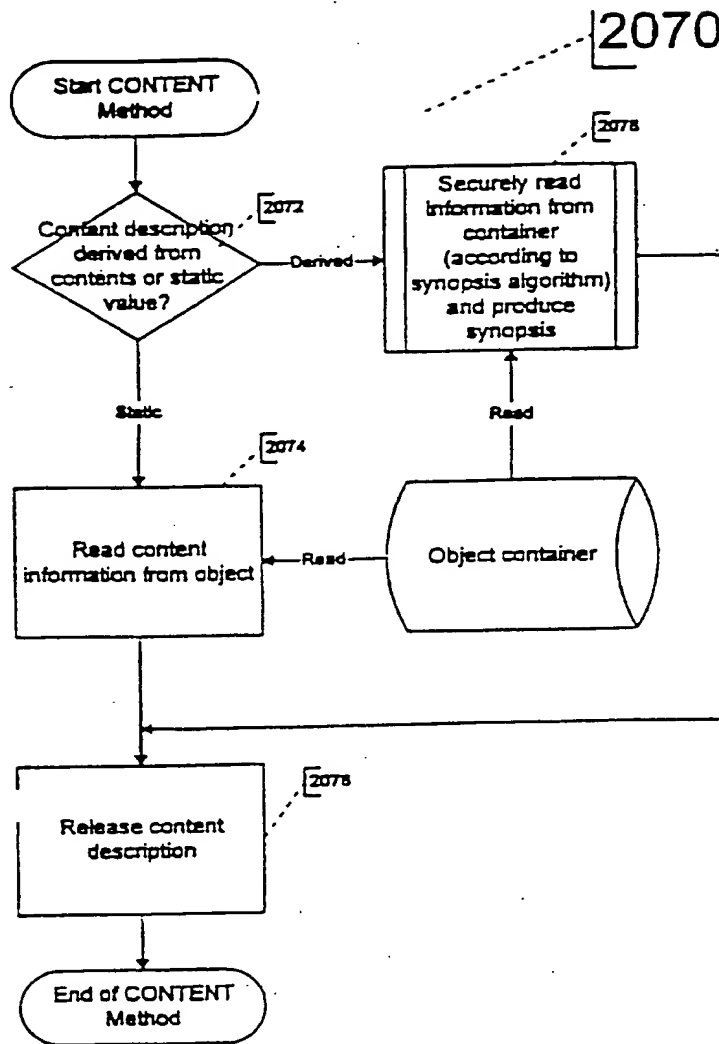 2070
Start CONTENT
Method
2076
Securely read
information from
container
(according to
synopsis algorithm)
and produce
synopsis
2072
Content description
derived from
contents or static
value?
Derived
Static
Read
2074
Read content
information from object
Read
Object container
2078
Release content
description
End of CONTENT
Method